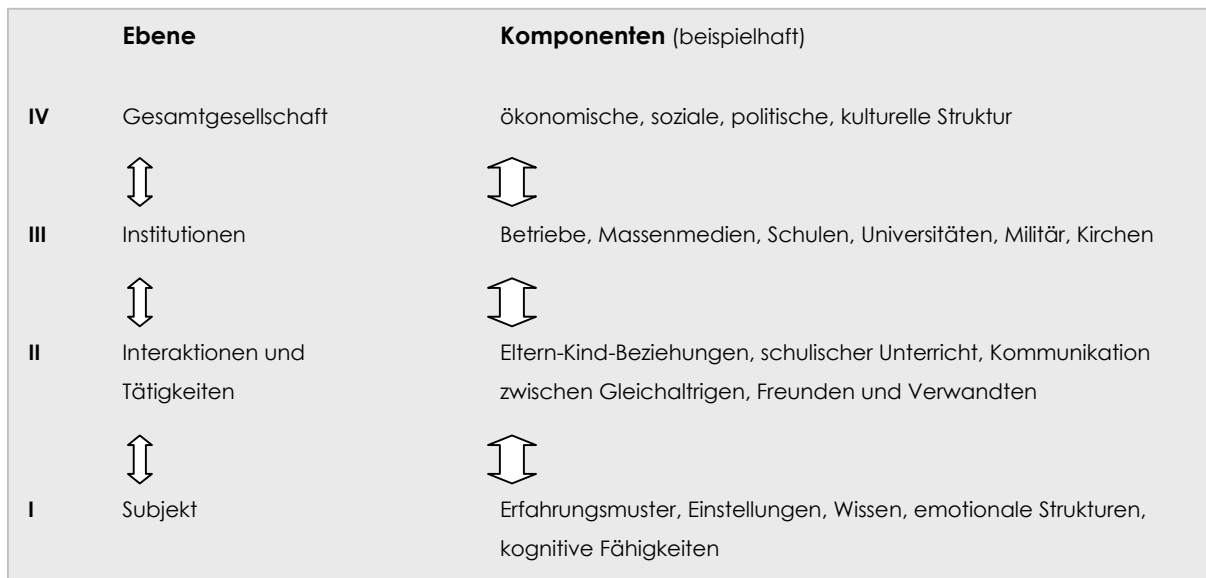 Ebene Komponenten (beispielhaft)
IV Gesamtgesellschaft ökonomische, soziale, politische, kulturelle Struktur
III Institutionen Betriebe, Massenmedien, Schulen, Universitäten, Militär, Kirchen
II Interaktionen und Eltern-Kind-Beziehungen, schulischer Unterricht, Kommunikation
Tätigkeiten zwischen Gleichaltrigen, Freunden und Verwandten
I Subjekt Erfahrungsmuster, Einstellungen, Wissen, emotionale Strukturen,
kognitive Fähigkeiten